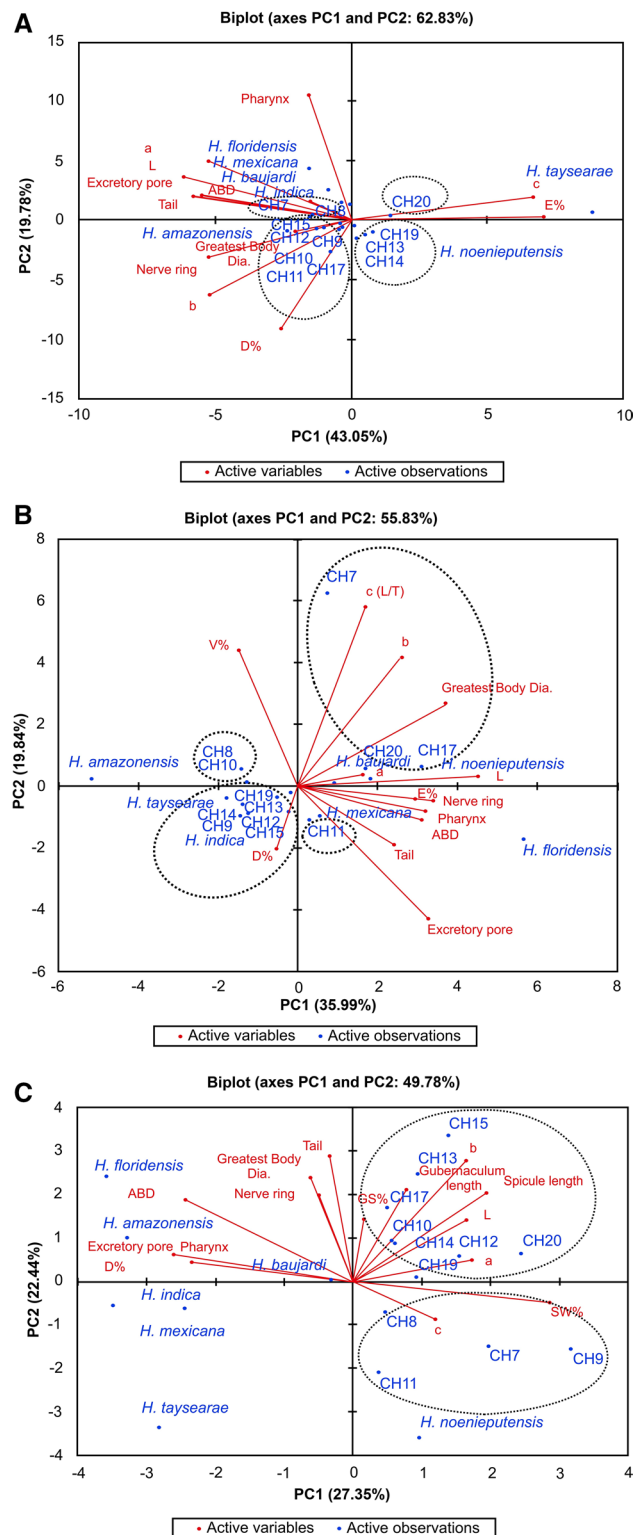 A
Biplot (axes PC1 and PC2: 62.83%)
15
10
5
0
-5
-10
-15
PC2 (19.78%)
Pharynx
H. floridensis
a
H. mexicana
L
H. baujardi
H. taysearae
Excretory pore
ABD
H. indica
CH20
c
Tail
CH7
CH8
E%
H. amazonensis
CH15
CH12
Greatest Body
Dia.
CH9
CH19
CH13
H. noenieputensis
Nerve ring
CH10
CH14
CH11
CH17
b
D%
-10
-5
0
5
10
PC1 (43.05%)
Active variables
Active observations
B
Biplot (axes PC1 and PC2: 55.83%)
8
6
4
2
0
-2
-4
-6
PC2 (19.84%)
CH7
c (L/T)
V%
b
Greatest Body Dia.
CH8
CH20
CH17
H. amazonensis
CH10
H. baujardi
H. noenieputensis
a
L
H. taysearae
CH19
E%
Nerve ring
CH14
CH13
H. mexicana
Pharynx
CH9
CH12
CH11
ABD
CH15
H. indica
D%
Tail
H. floridensis
Excretory pore
-6
-4
-2
0
2
4
6
8
PC1 (35.99%)
Active variables
Active observations
C
Biplot (axes PC1 and PC2: 49.78%)
4
3
2
1
0
-1
-2
-3
-4
PC2 (22.44%)
CH15
Tail
b
H. floridensis
Greatest Body
Dia.
CH13
Gubernaculum
length
Spicule length
ABD
Nerve ring
GS%
CH17
H. amazonensis
L
CH10
Excretory pore
Pharynx
CH14
CH12
CH20
D%
H. baujardi
CH19
a
H. indica
SW%
H. mexicana
CH8
c
CH7
CH9
CH11
H. taysearae
H. noenieputensis
-4
-3
-2
-1
0
1
2
3
4
PC1 (27.35%)
Active variables
Active observations